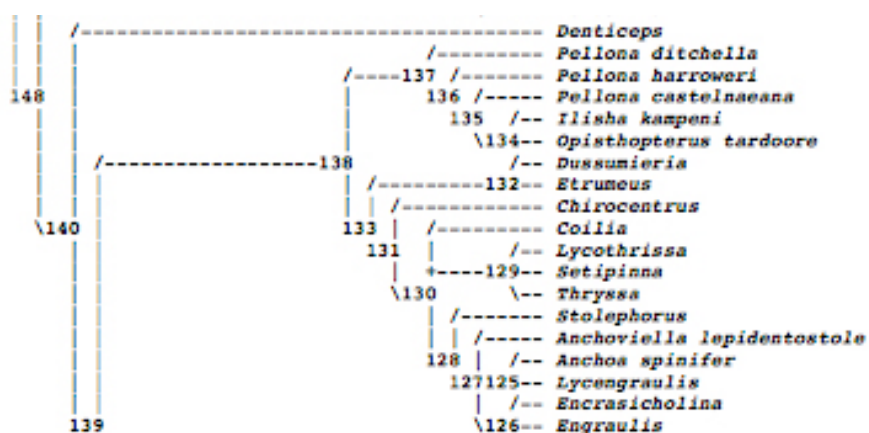 Denticeps
Pellona ditchella
137 Pellona harroweri
148 136 Pellona castelnaeana
135 Ilisha kampeni
134 Opisthopterus tardoore
138 Dussumieria
132 Etrumeus
Chirocentrus
140 133 Coilia
131 Lycothrissa
129 Setipinna
130 Thryssa
Stolephorus
Anchoviella lepidentostole
128 Anchoa spinifer
127 125 Lycengraulis
Encrasicholina
139 126 Engraulis